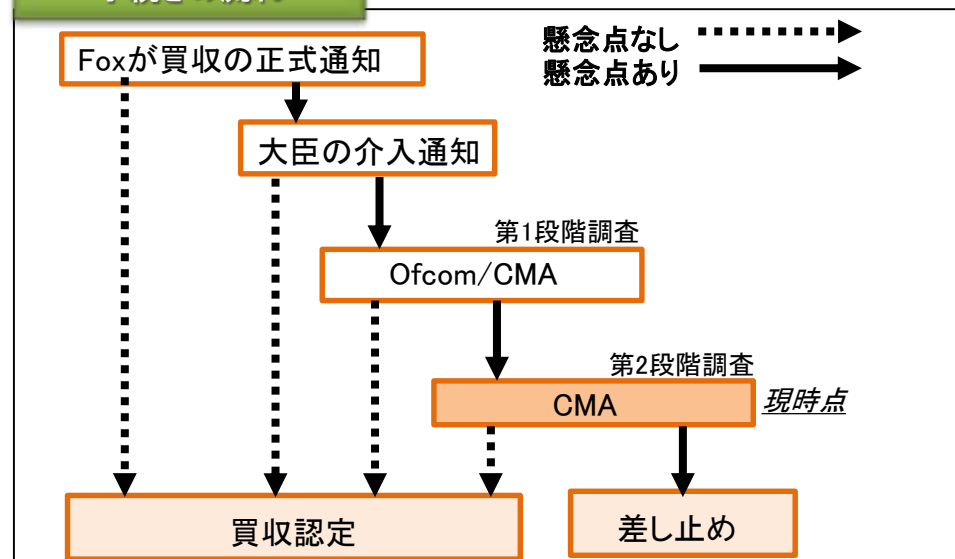 Foxが買収の正式通知
懸念点なし
懸念点あり
大臣の介入通知
第1段階調査
Ofcom/CMA
第2段階調査
CMA
現時点
買収認定
差し止め